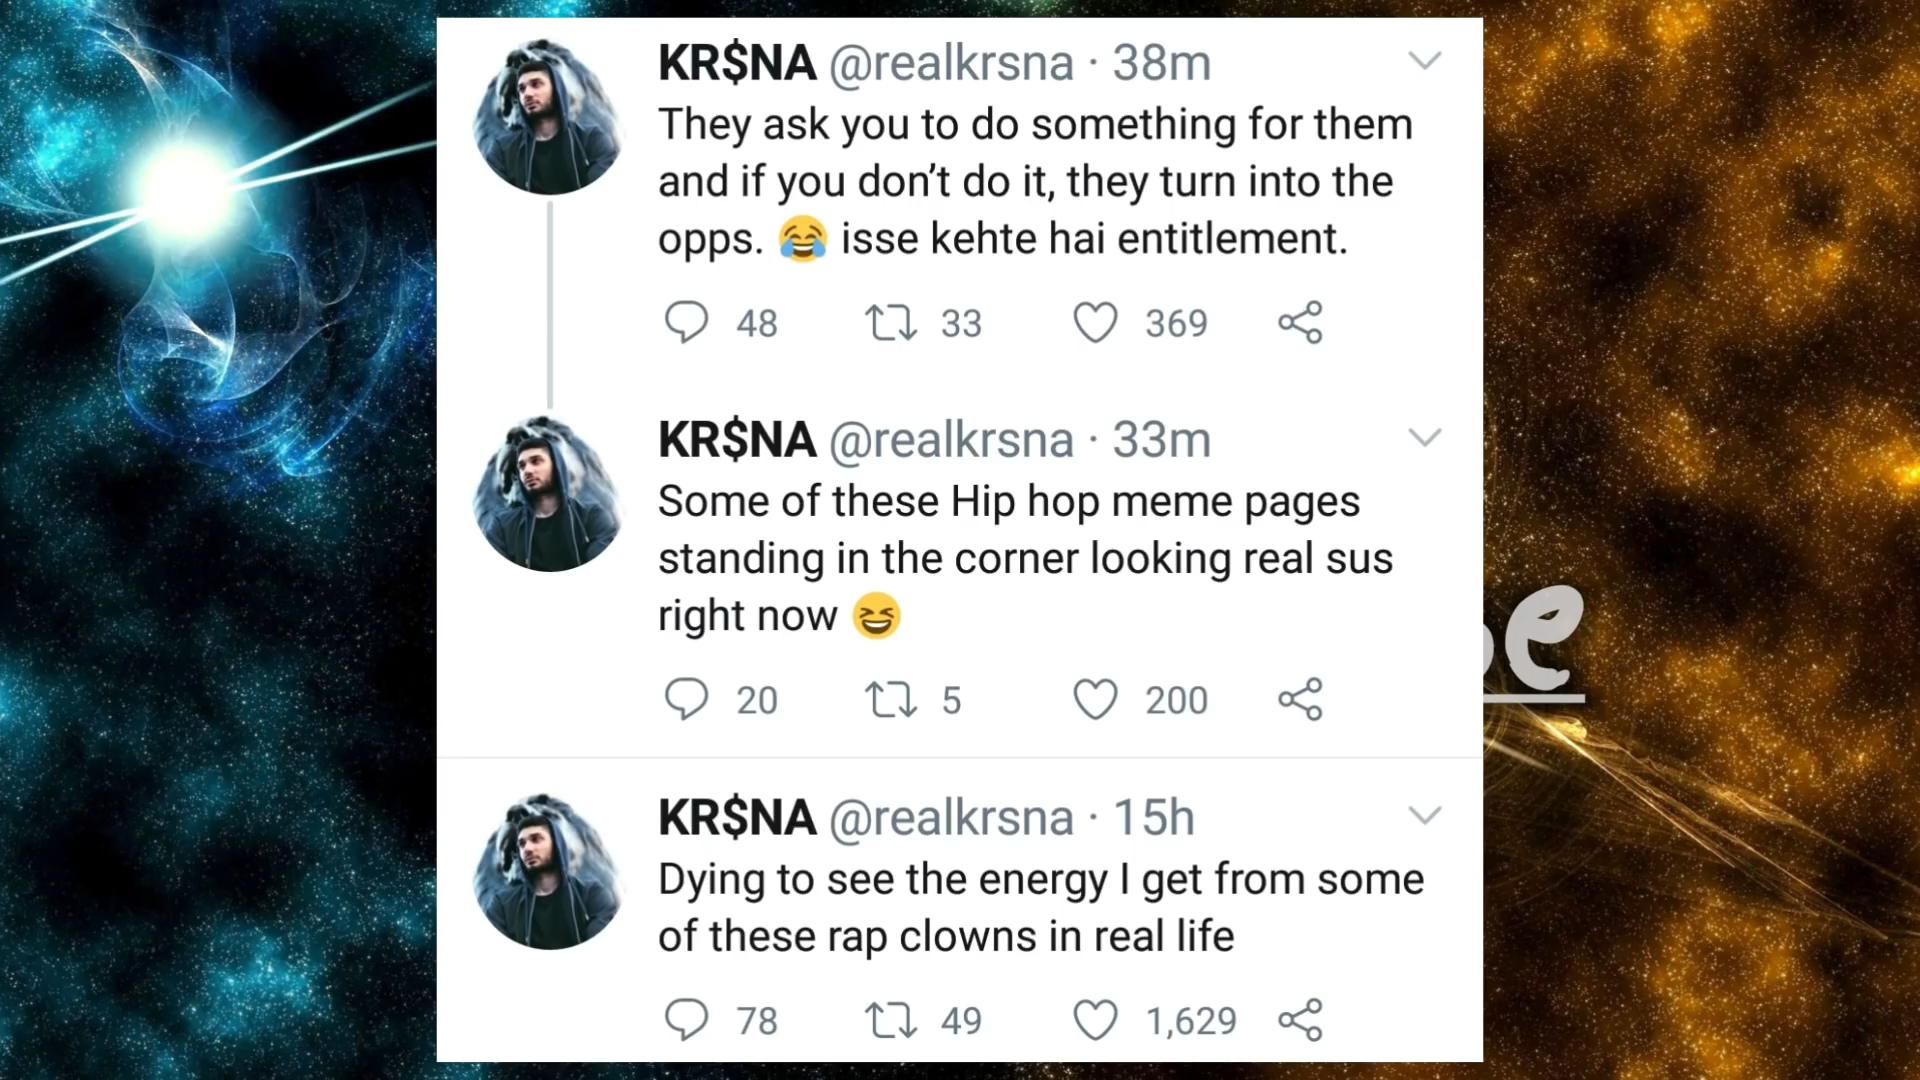 KR$NA @realkrsna · 38m
They ask you to do something for them
and if you don't do it, they turn into the
opps. 😂 isse kehte hai entitlement.
48 33 369
KR$NA @realkrsna · 33m
Some of these Hip hop meme pages
standing in the corner looking real sus
right now 😆
20 5 200
KR$NA @realkrsna · 15h
Dying to see the energy I get from some
of these rap clowns in real life
78 49 1,629